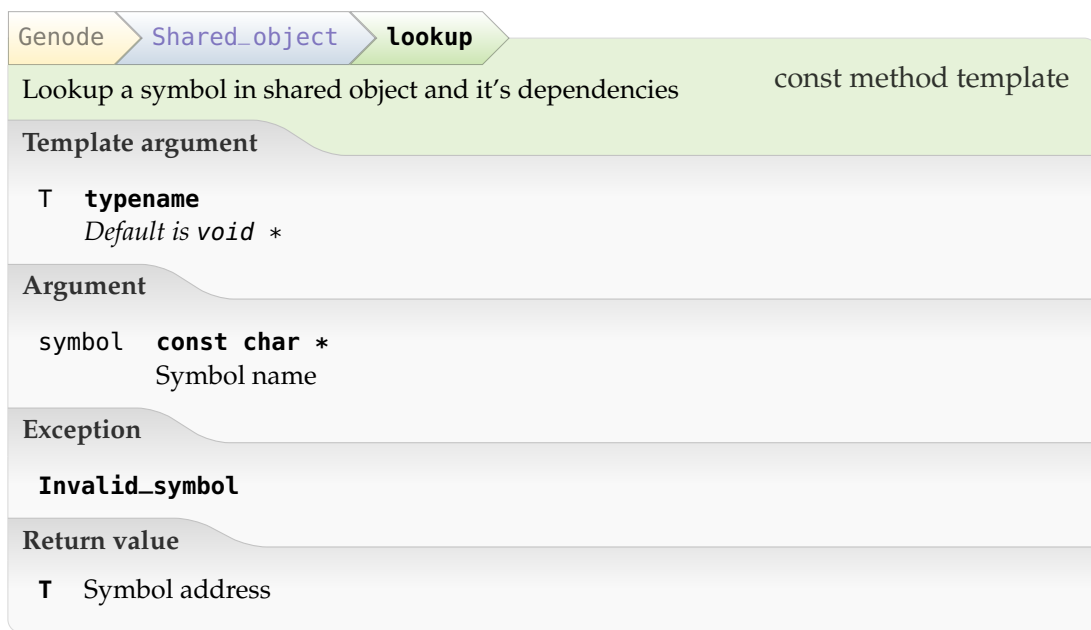 Genode Shared_object lookup
const method template
Lookup a symbol in shared object and it's dependencies
Template argument
T typename
Default is void *
Argument
symbol const char *
Symbol name
Exception
Invalid_symbol
Return value
T Symbol address